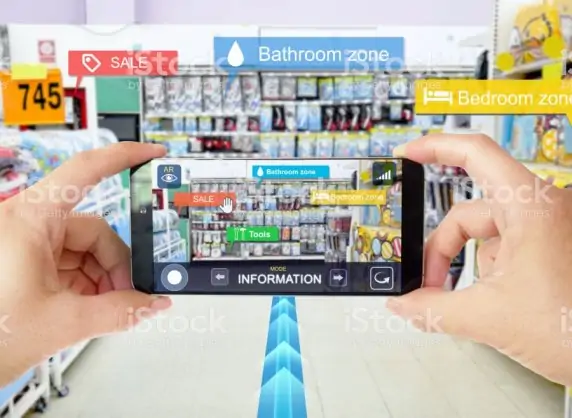 SALE
Bathroom zone
745
Bedroom zone
iStock
by Getty Images
AR
Bathroom zone
SALE
Bedroom zone
Tools
MODE
INFORMATION